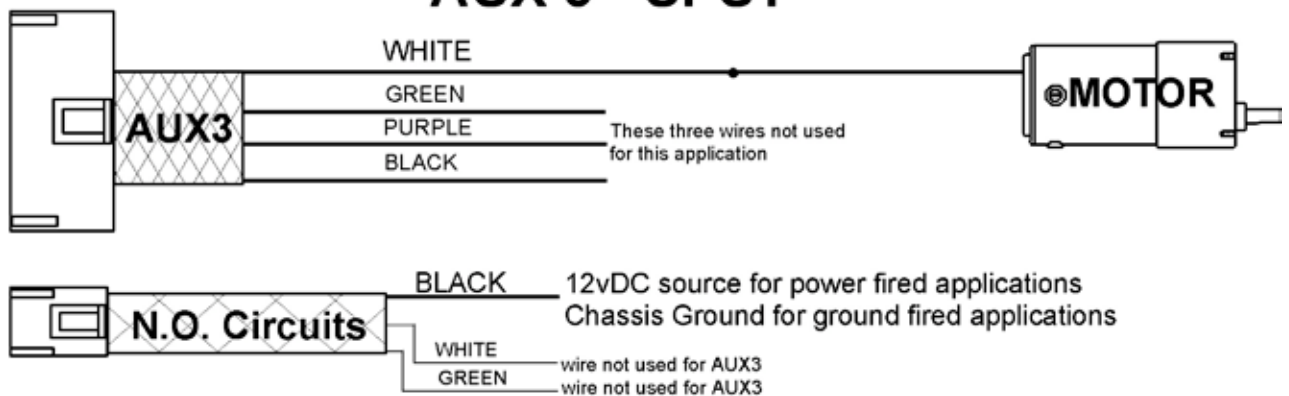 WHITE
GREEN
PURPLE
BLACK
AUX3
These three wires not used
for this application
MOTOR
BLACK
12vDC source for power fired applications
Chassis Ground for ground fired applications
N.O. Circuits
WHITE
wire not used for AUX3
GREEN
wire not used for AUX3